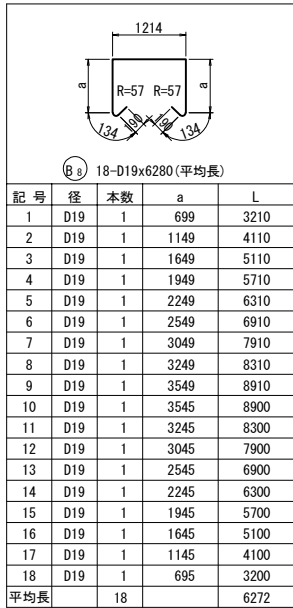 1214
a
a
R=57 R=57
190
190
134
134
B8 18-D19x6280(平均長)
記 号 径 本数 a L
1 D19 1 699 3210
2 D19 1 1149 4110
3 D19 1 1649 5110
4 D19 1 1949 5710
5 D19 1 2249 6310
6 D19 1 2549 6910
7 D19 1 3049 7910
8 D19 1 3249 8310
9 D19 1 3549 8910
10 D19 1 3545 8900
11 D19 1 3245 8300
12 D19 1 3045 7900
13 D19 1 2545 6900
14 D19 1 2245 6300
15 D19 1 1945 5700
16 D19 1 1645 5100
17 D19 1 1145 4100
18 D19 1 695 3200
平均長 18 6272